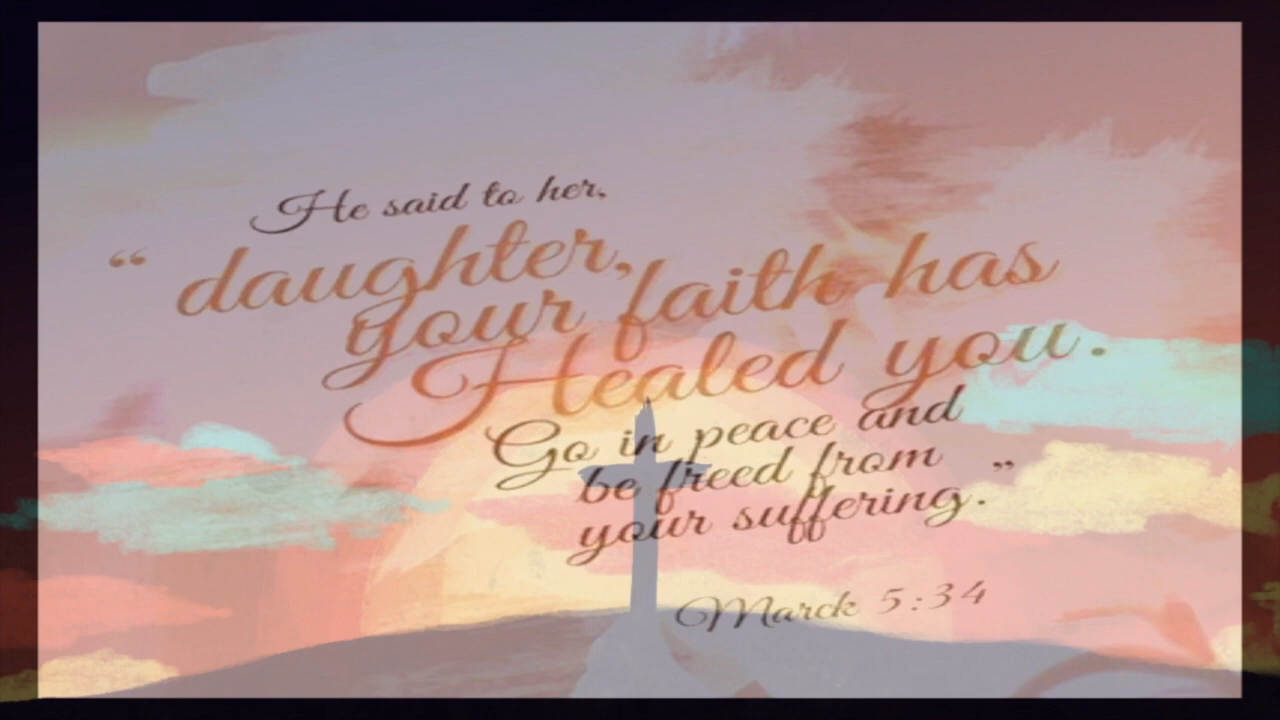 He said to her,
“ daughter,
your faith has
Healed you.
Go in peace and
be freed from
your suffering. ”
Marck 5:34